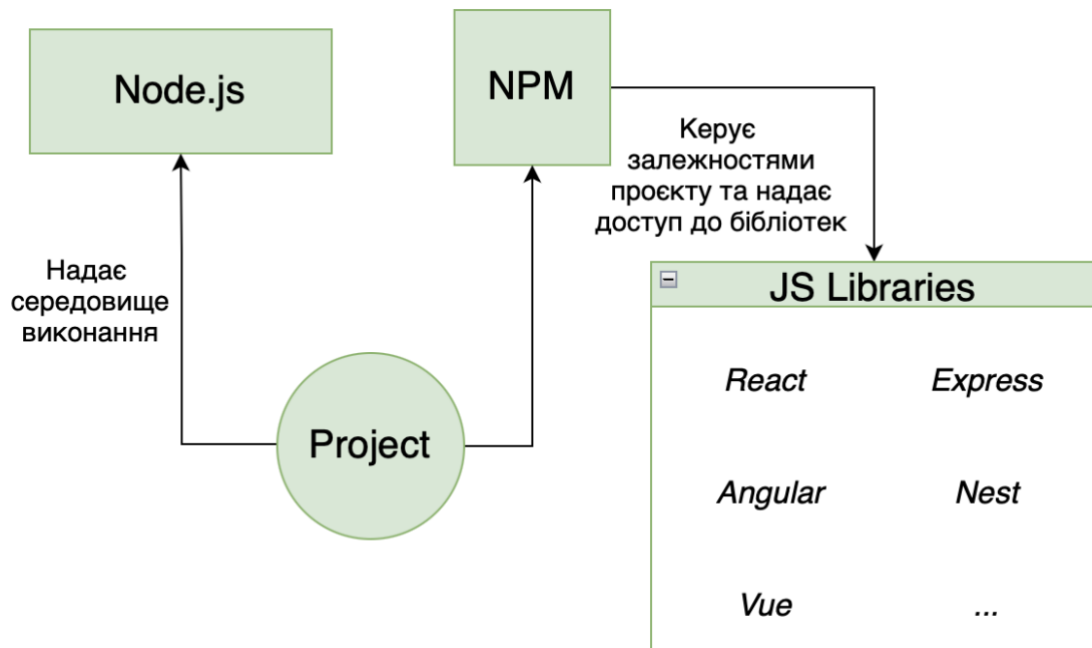 Node.js
NPM
Керує
залежностями
проєкту та надає
доступ до бібліотек
Надає
середовище
виконання
Project
JS Libraries
React
Express
Angular
Nest
Vue
...